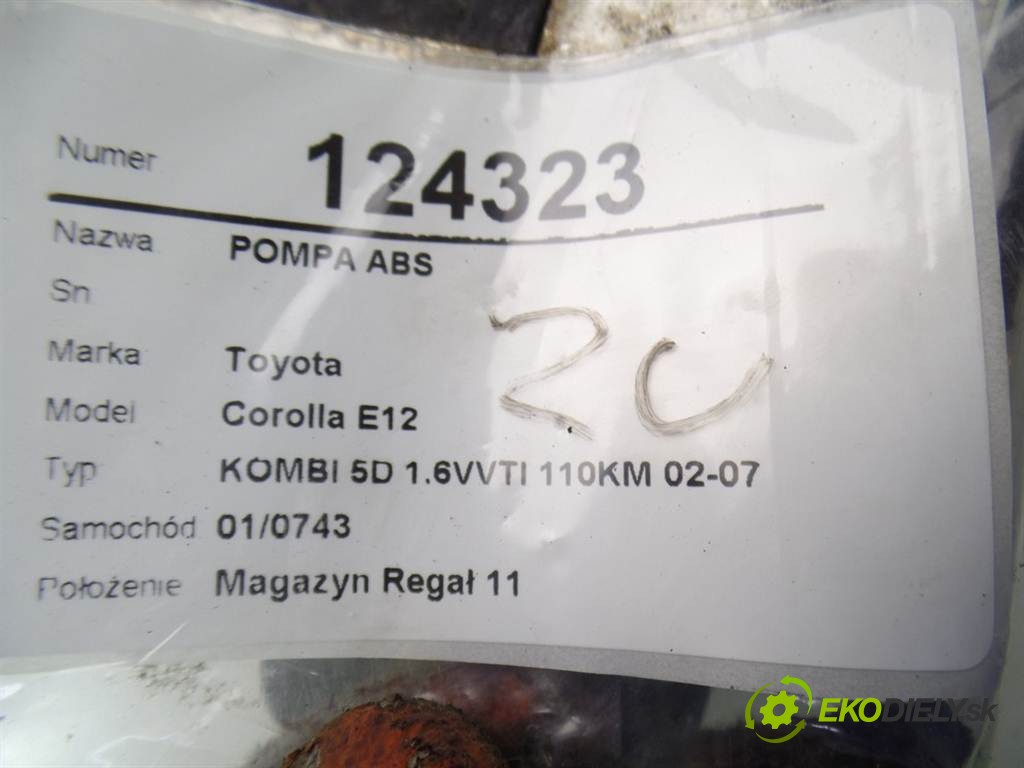 Numer 124323
Nazwa POMPA ABS
Sn
Marka Toyota
Model Corolla E12
Typ KOMBI 5D 1.6VVTI 110KM 02-07
Samochód 01/0743
Położenie Magazyn Regał 11
EKODIELY.sk